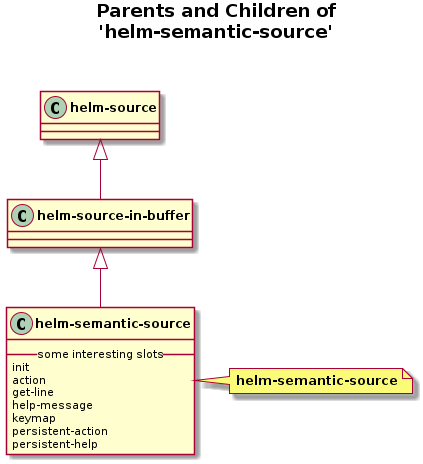 Parents and Children of
'helm-semantic-source'
C helm-source
C helm-source-in-buffer
C helm-semantic-source
some interesting slots
init
action
get-line
help-message
keymap
persistent-action
persistent-help
helm-semantic-source